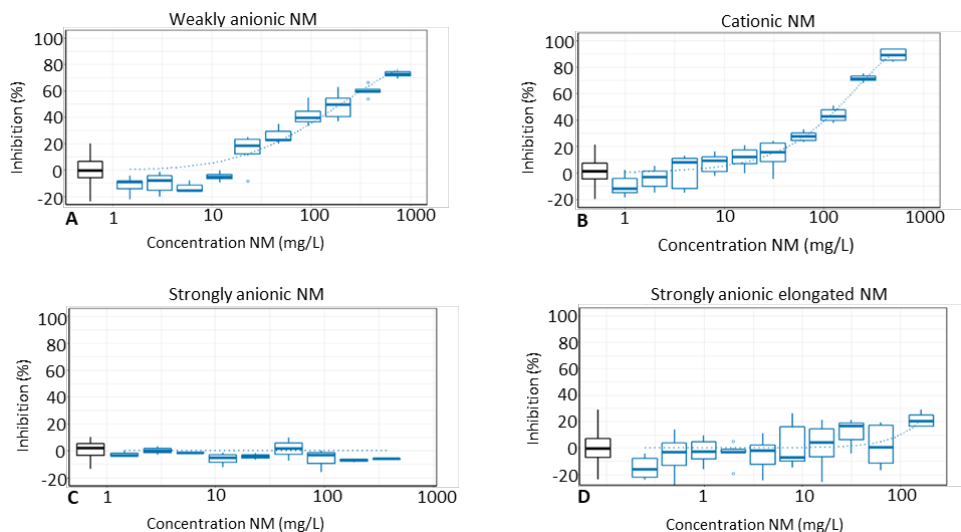 Weakly anionic NM
100
80
60
40
20
0
-20
Inhibition (%)
A
1
10
100
1000
Concentration NM (mg/L)
Cationic NM
100
80
60
40
20
0
-20
Inhibition (%)
B
1
10
100
1000
Concentration NM (mg/L)
Strongly anionic NM
100
80
60
40
20
0
-20
Inhibition (%)
C
1
10
100
1000
Concentration NM (mg/L)
Strongly anionic elongated NM
100
80
60
40
20
0
-20
Inhibition (%)
D
1
10
100
Concentration NM (mg/L)